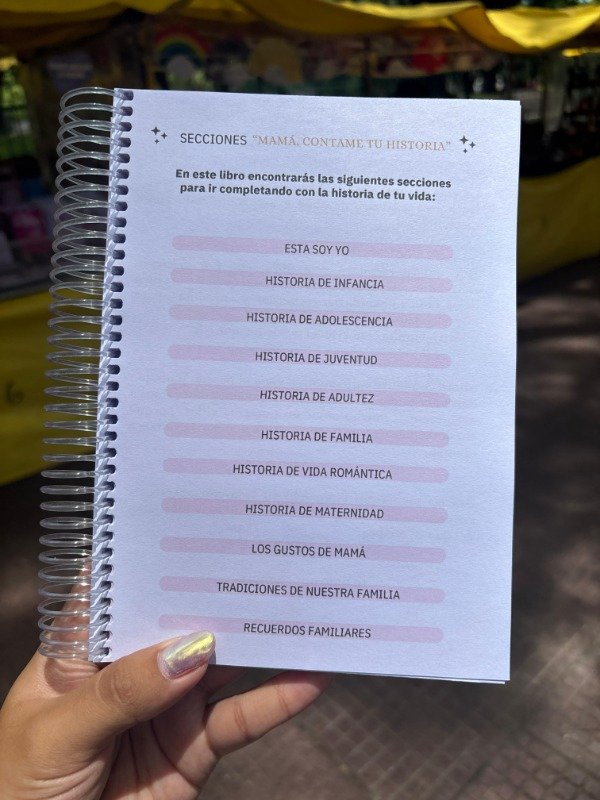 SECCIONES "MAMÁ, CONTAME TU HISTORIA"
En este libro encontrarás las siguientes secciones
para ir completando con la historia de tu vida:
ESTA SOY YO
HISTORIA DE INFANCIA
HISTORIA DE ADOLESCENCIA
HISTORIA DE JUVENTUD
HISTORIA DE ADULTEZ
HISTORIA DE FAMILIA
HISTORIA DE VIDA ROMÁNTICA
HISTORIA DE MATERNIDAD
LOS GUSTOS DE MAMÁ
TRADICIONES DE NUESTRA FAMILIA
RECUERDOS FAMILIARES